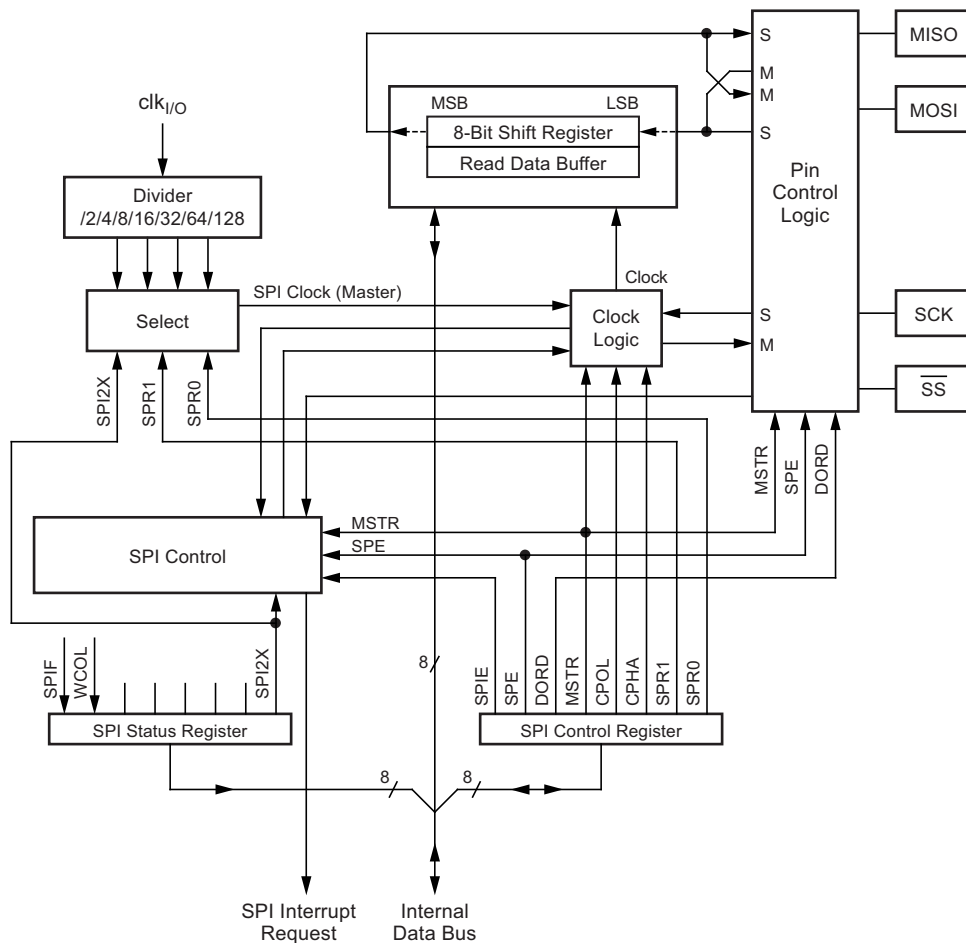 S
MISO
M
M
MSB
LSB
clkI/O
MOSI
8-Bit Shift Register
S
Read Data Buffer
Pin
Control
Logic
Divider
/2/4/8/16/32/64/128
Clock
SPI Clock (Master)
Select
Clock
Logic
S
SCK
M
SPI2X
SPR1
SPR0
SS
MSTR
SPE
DORD
MSTR
SPI Control
SPE
SPIF
WCOL
SPI2X
8
SPIE
SPE
DORD
MSTR
CPOL
CPHA
SPR1
SPR0
SPI Status Register
SPI Control Register
8
8
SPI Interrupt
Request
Internal
Data Bus